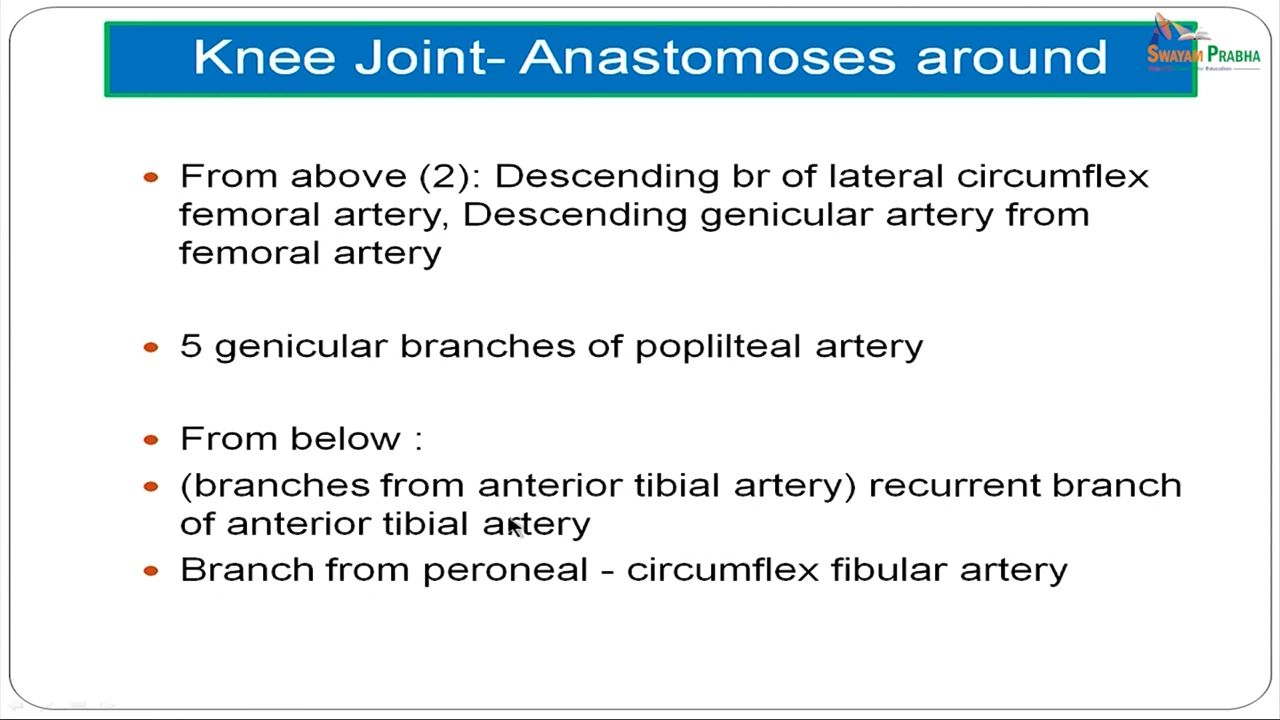 Knee Joint- Anastomoses around
SWAYAM PRABHA
From above (2): Descending br of lateral circumflex
femoral artery, Descending genicular artery from
femoral artery
5 genicular branches of poplilteal artery
From below :
(branches from anterior tibial artery) recurrent branch
of anterior tibial artery
Branch from peroneal - circumflex fibular artery